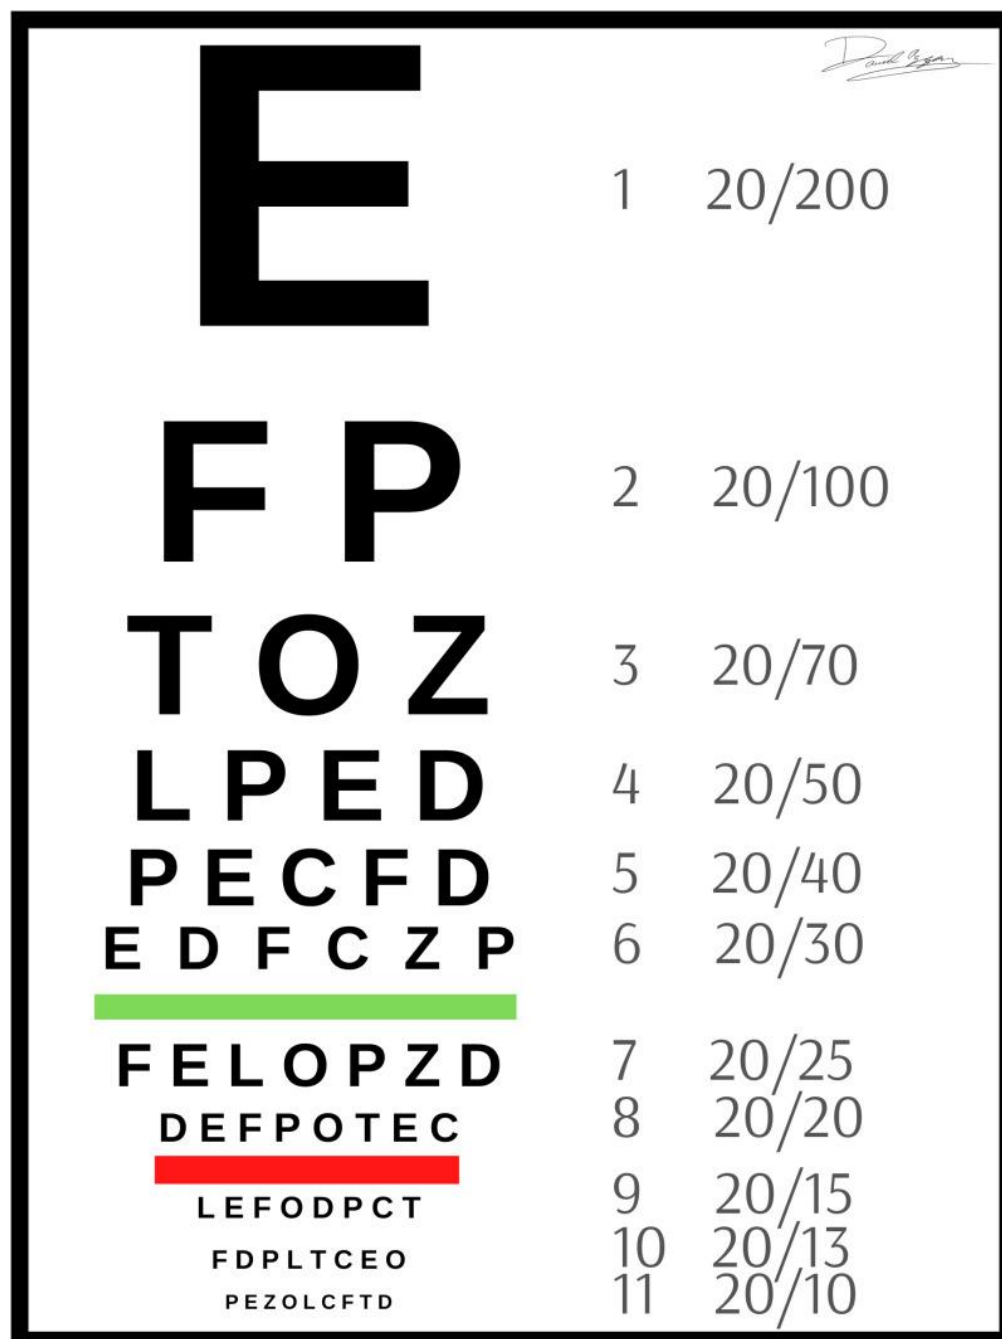 E 1 20/200
F P 2 20/100
T O Z 3 20/70
L P E D 4 20/50
P E C F D 5 20/40
E D F C Z P 6 20/30
F E L O P Z D 7 20/25
D E F P O T E C 8 20/20
L E F O D P C T 9 20/15
F D P L T C E O 10 20/13
P E Z O L C F T D 11 20/10